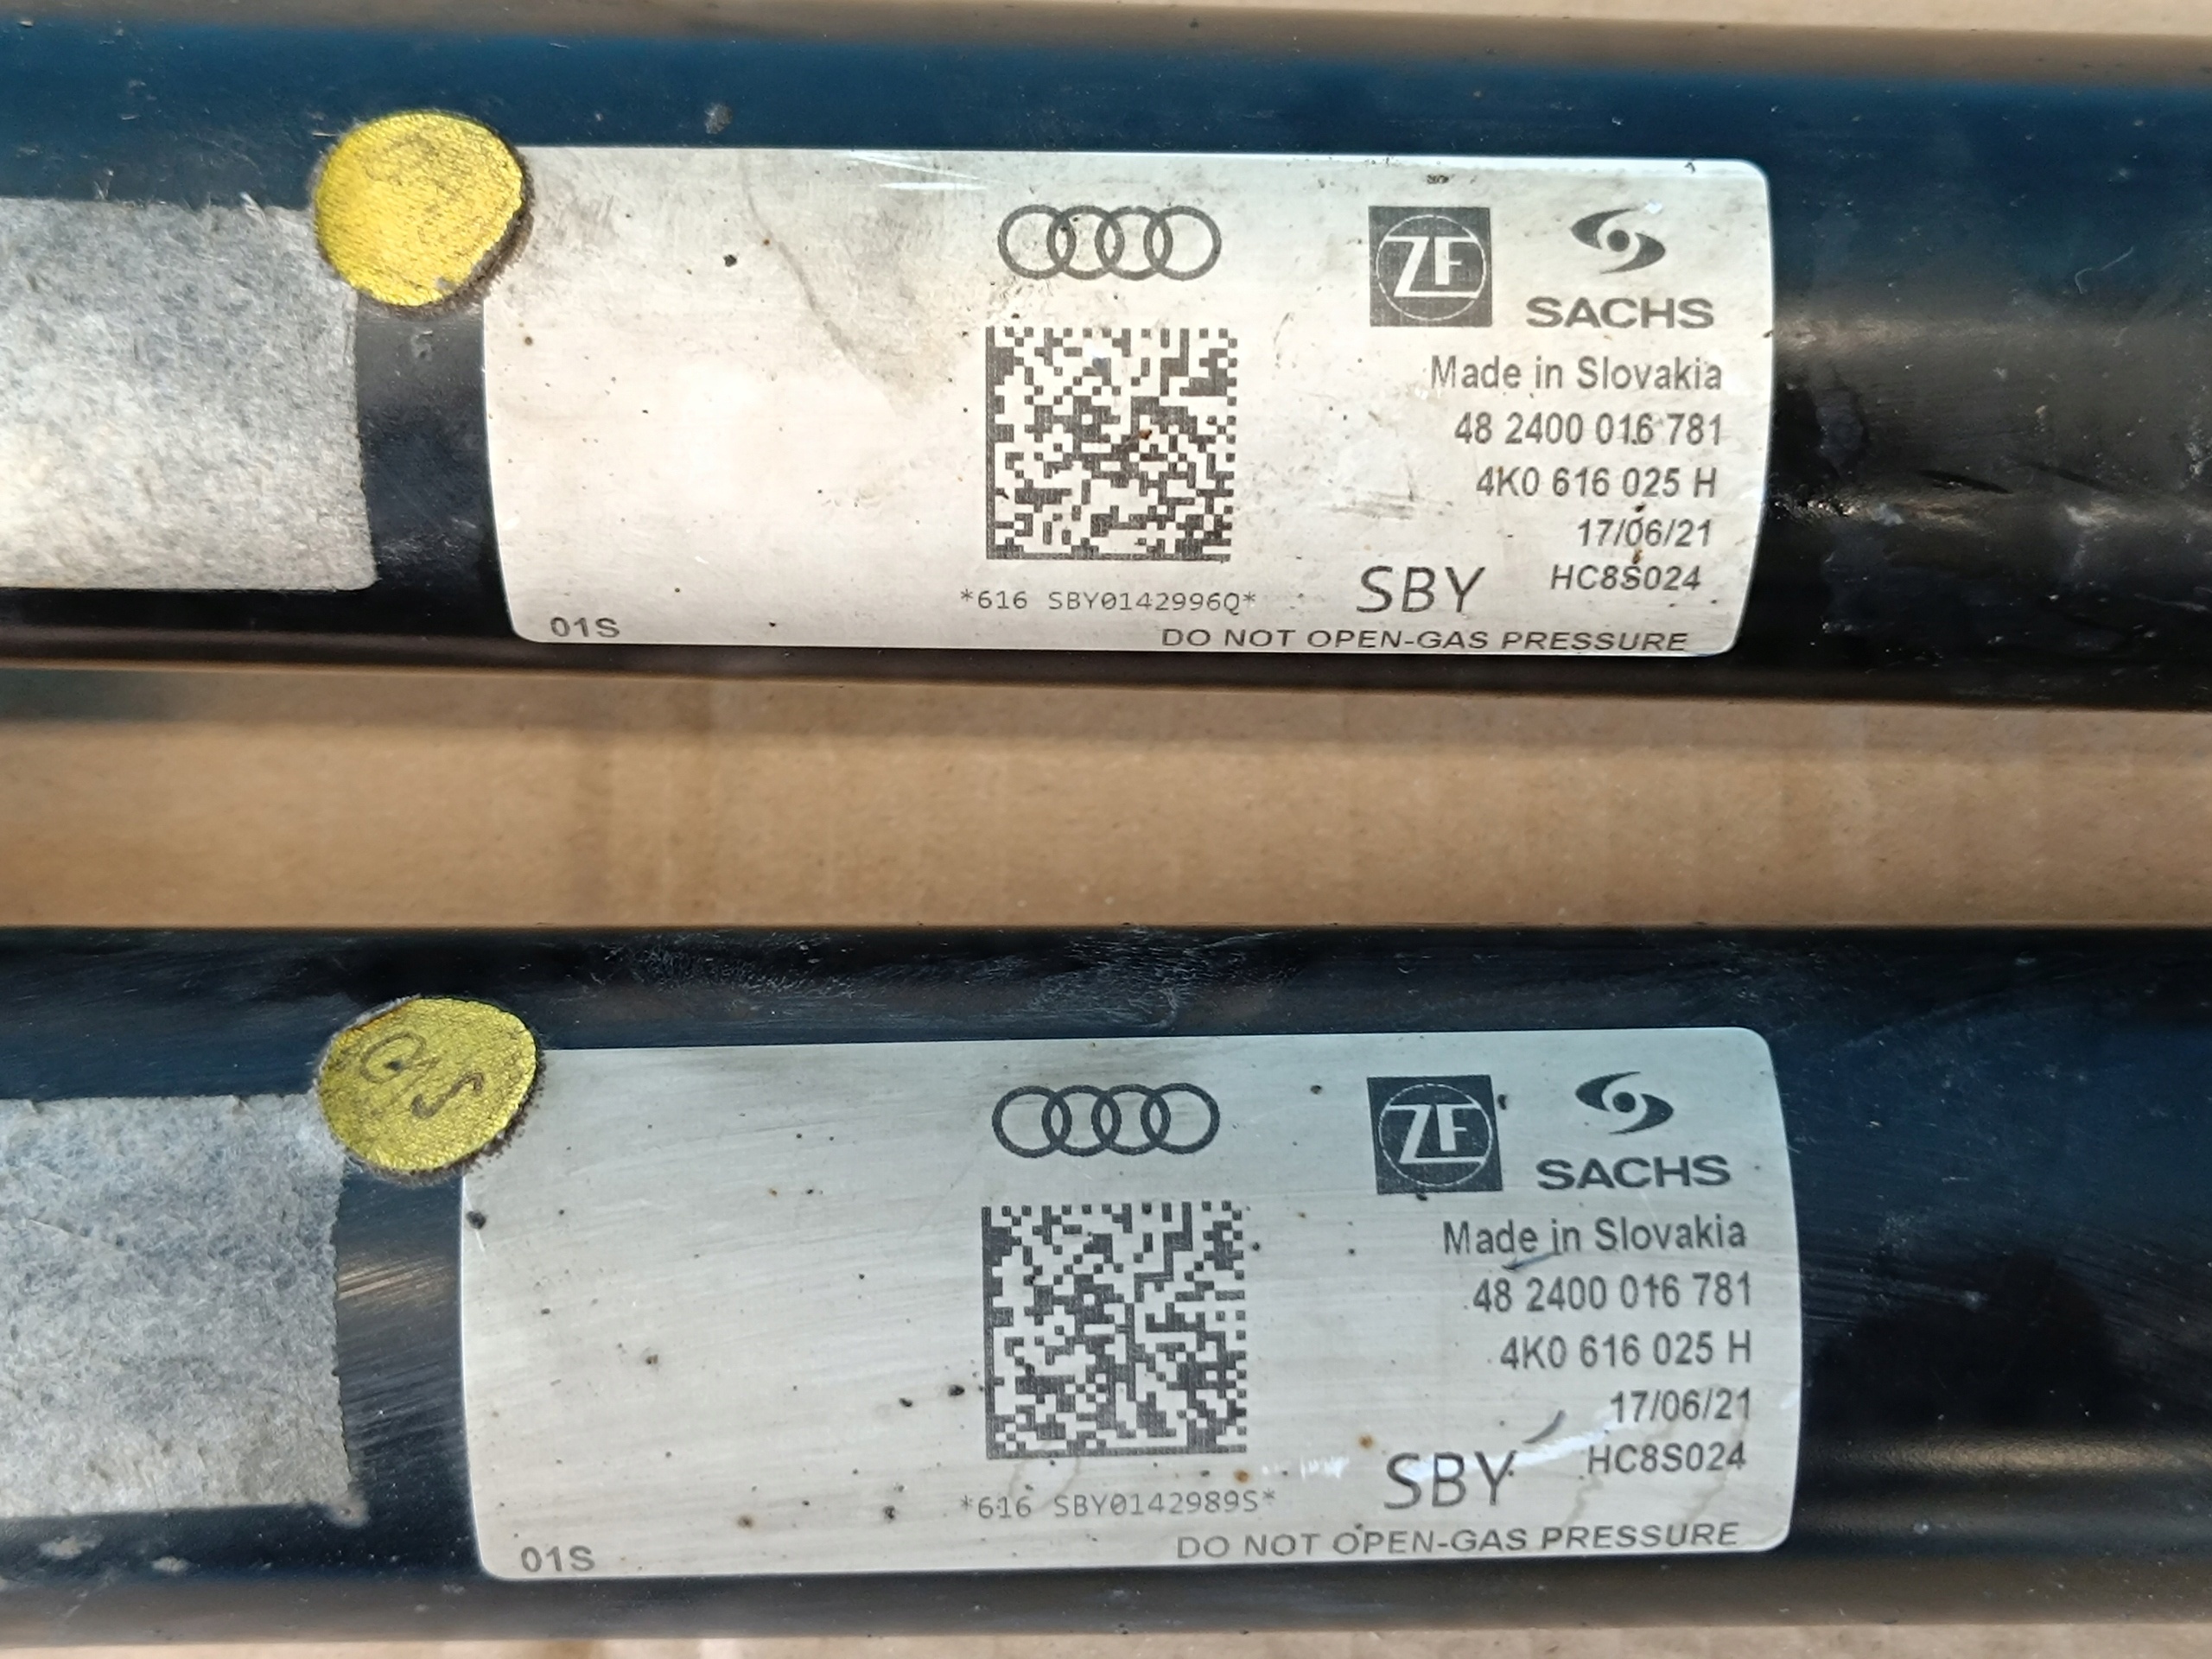 ZF
SACHS
Made in Slovakia
48 2400 016 781
4K0 616 025 H
17/06/21
HC8S024
SBY
*616 SBY0142996Q*
01S
DO NOT OPEN-GAS PRESSURE
ZF
SACHS
Made in Slovakia
48 2400 016 781
4K0 616 025 H
17/06/21
HC8S024
SBY
*616 SBY0142989S*
01S
DO NOT OPEN-GAS PRESSURE